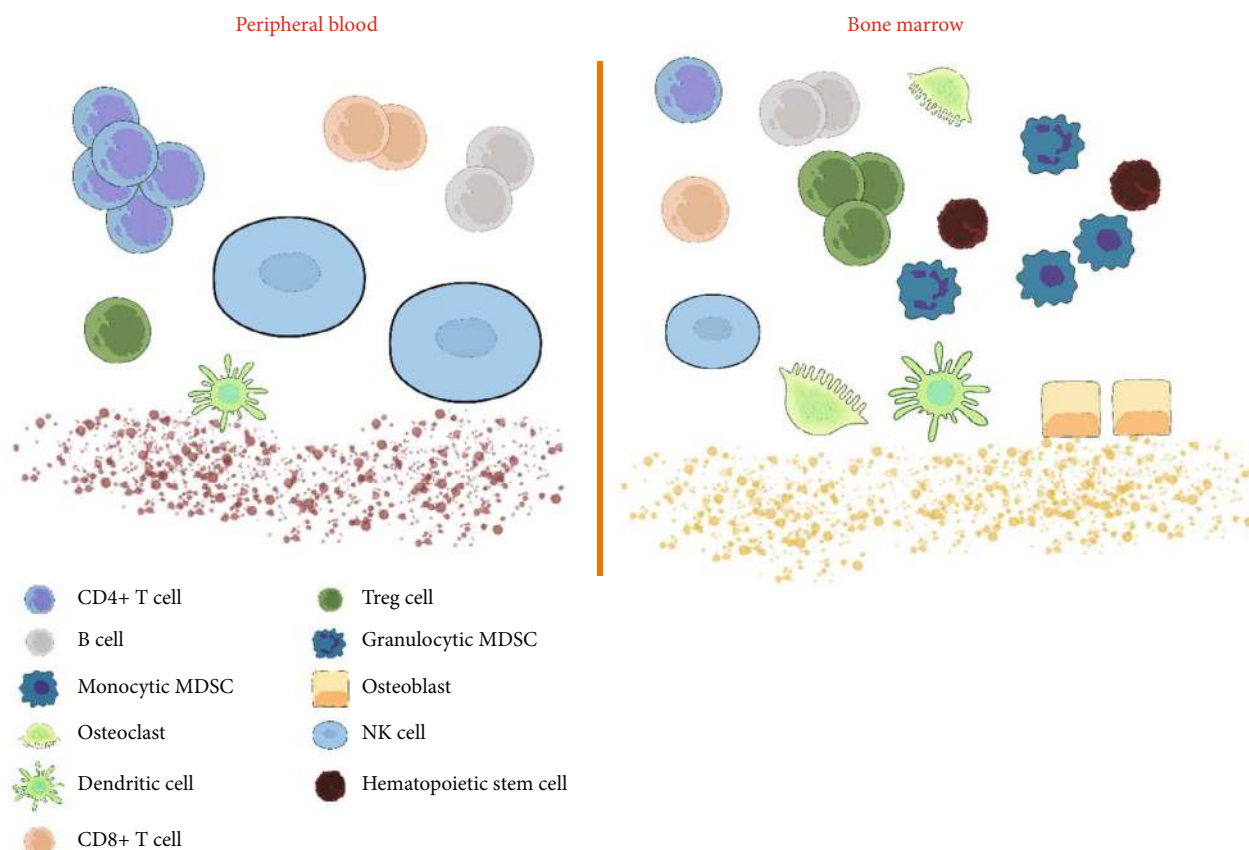 Peripheral blood
Bone marrow
CD4+ T cell
Treg cell
B cell
Granulocytic MDSC
Monocytic MDSC
Osteoblast
Osteoclast
NK cell
Dendritic cell
Hematopoietic stem cell
CD8+ T cell